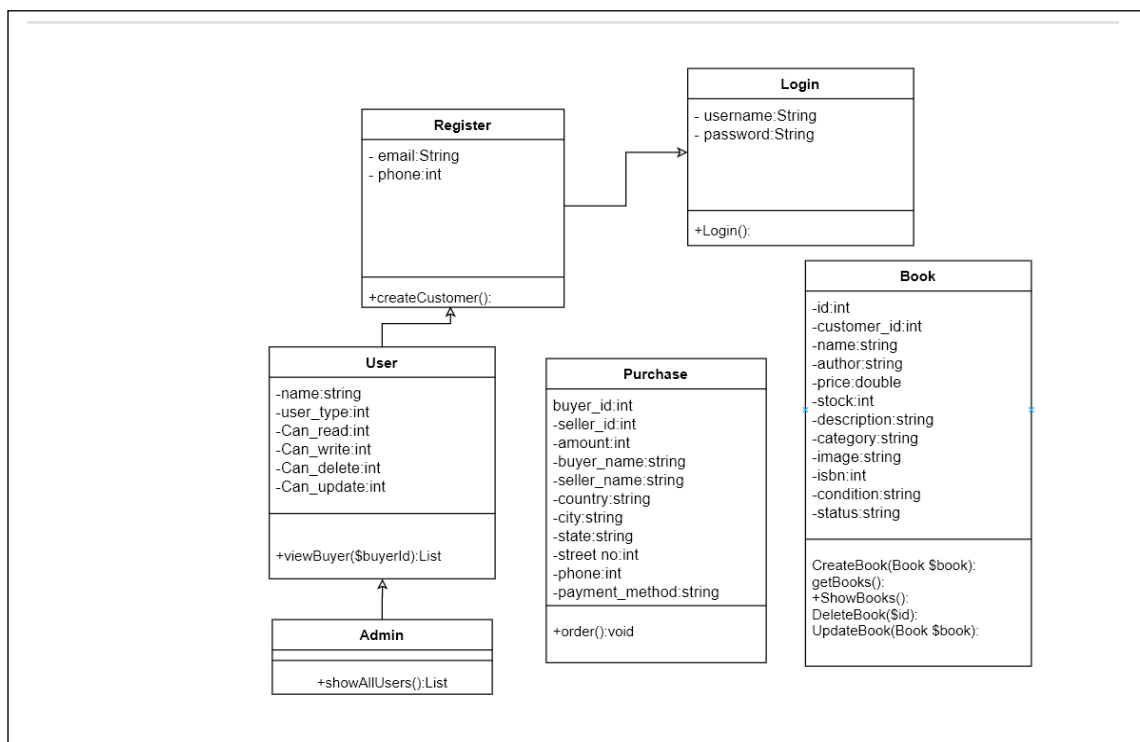 Login
- username:String
- password:String
+Login():
Register
- email:String
- phone:int
+createCustomer():
User
-name:string
-user_type:int
-Can_read:int
-Can_write:int
-Can_delete:int
-Can_update:int
+viewBuyer($buyerId):List
Admin
+showAllUsers():List
Purchase
buyer_id:int
-seller_id:int
-amount:int
-buyer_name:string
-seller_name:string
-country:string
-city:string
-state:string
-street no:int
-phone:int
-payment_method:string
+order():void
Book
-id:int
-customer_id:int
-name:string
-author:string
-price:double
-stock:int
-description:string
-category:string
-image:string
-isbn:int
-condition:string
-status:string
CreateBook(Book $book):
getBooks():
+ShowBooks():
DeleteBook($id):
UpdateBook(Book $book):